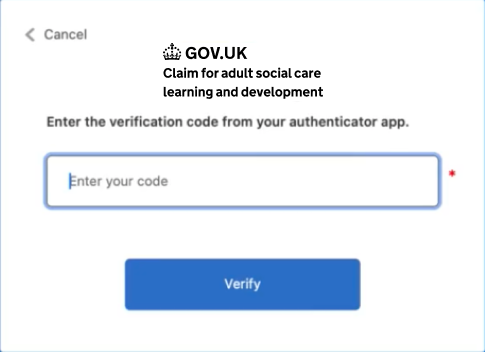 Cancel
GOV.UK
Claim for adult social care
learning and development
Enter the verification code from your authenticator app.
Enter your code
*
Verify